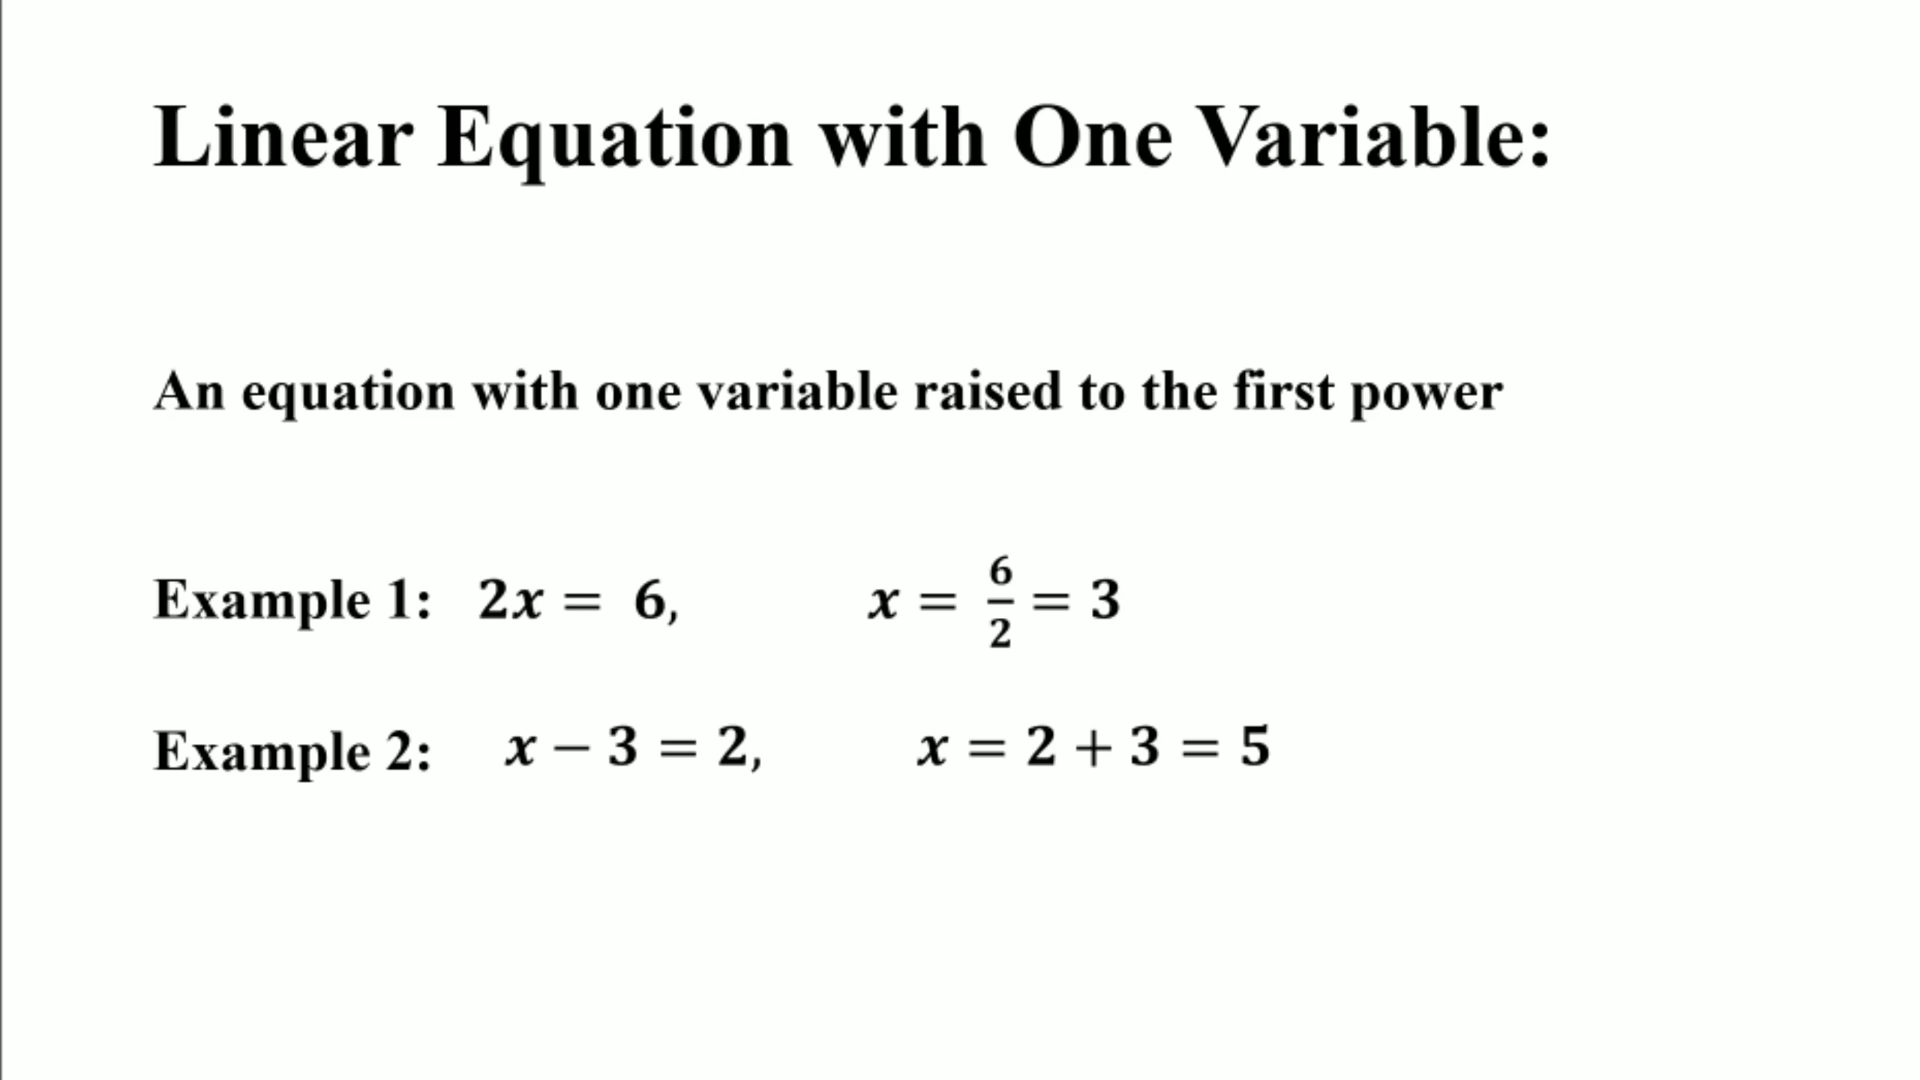 Linear Equation with One Variable:
An equation with one variable raised to the first power
Example 1: 2x = 6, x = 6/2 = 3
Example 2: x − 3 = 2, x = 2 + 3 = 5